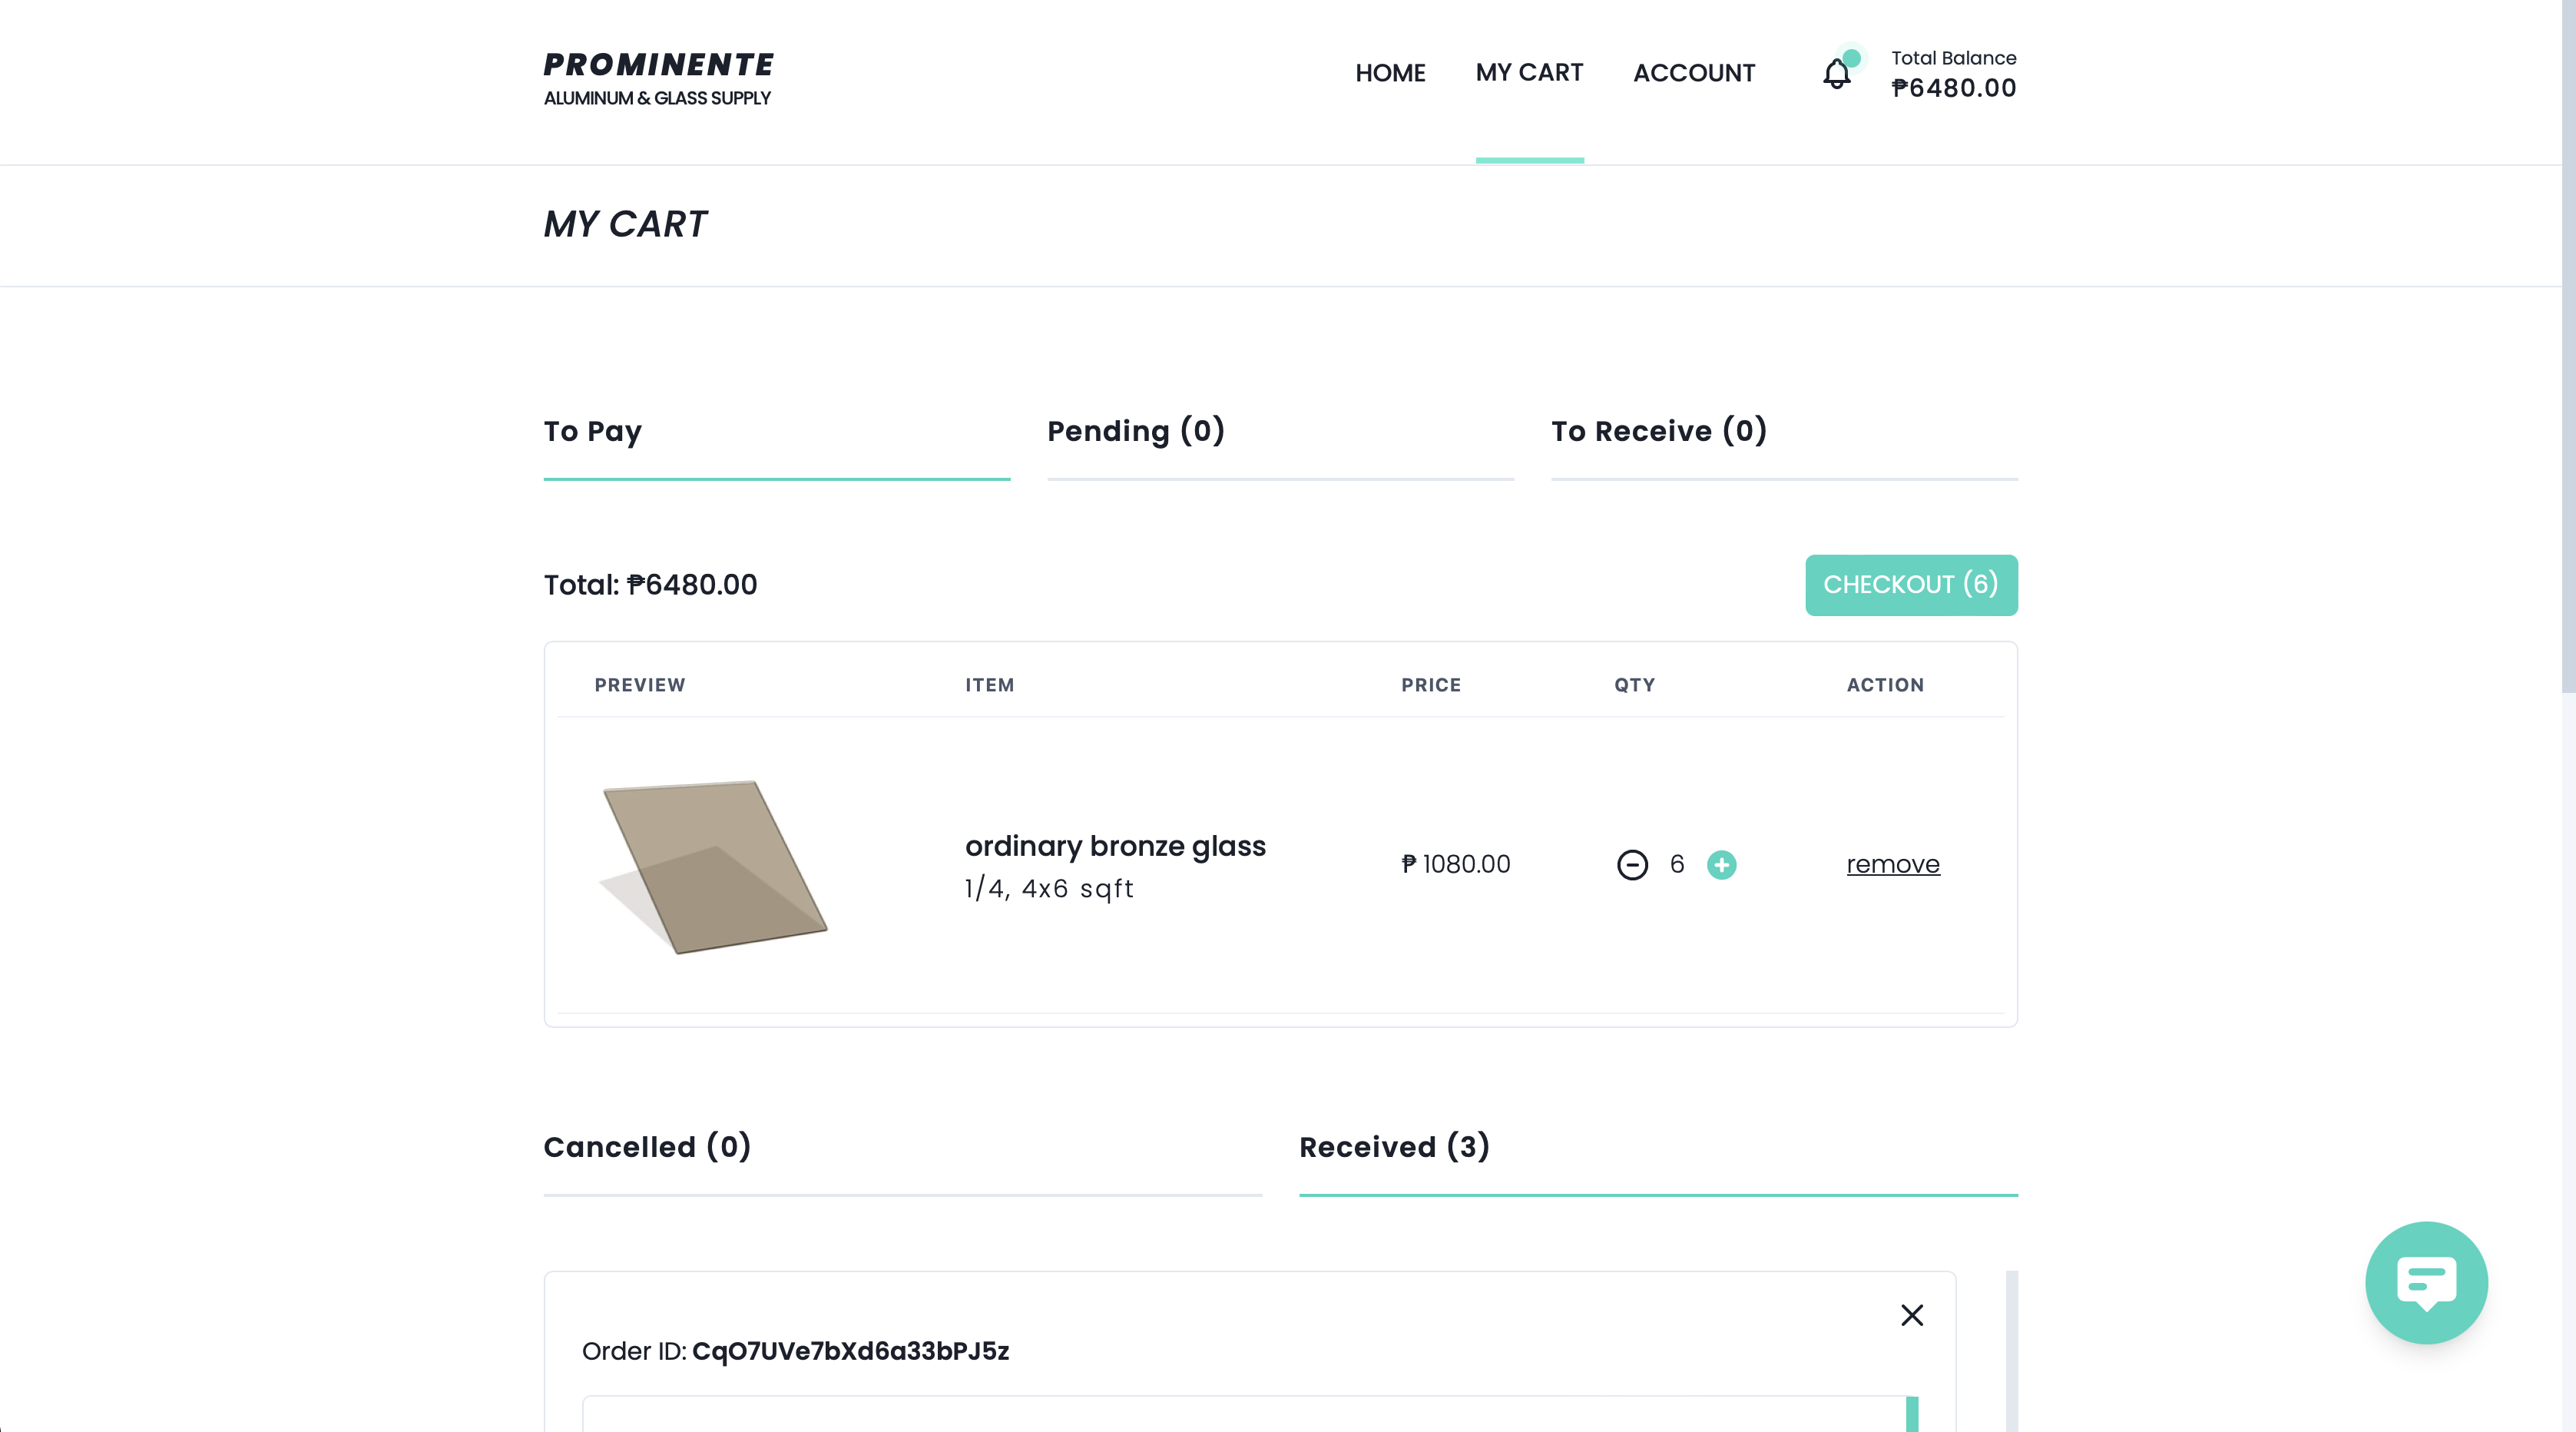 PROMINENTE
ALUMINUM & GLASS SUPPLY
HOME
MY CART
ACCOUNT
Total Balance
₱6480.00
MY CART
To Pay
Pending (0)
To Receive (0)
Total: ₱6480.00
CHECKOUT (6)
PREVIEW
ITEM
PRICE
QTY
ACTION
ordinary bronze glass
1/4, 4x6 sqft
₱ 1080.00
6
remove
Cancelled (0)
Received (3)
Order ID: CqO7UVe7bXd6a33bPJ5z